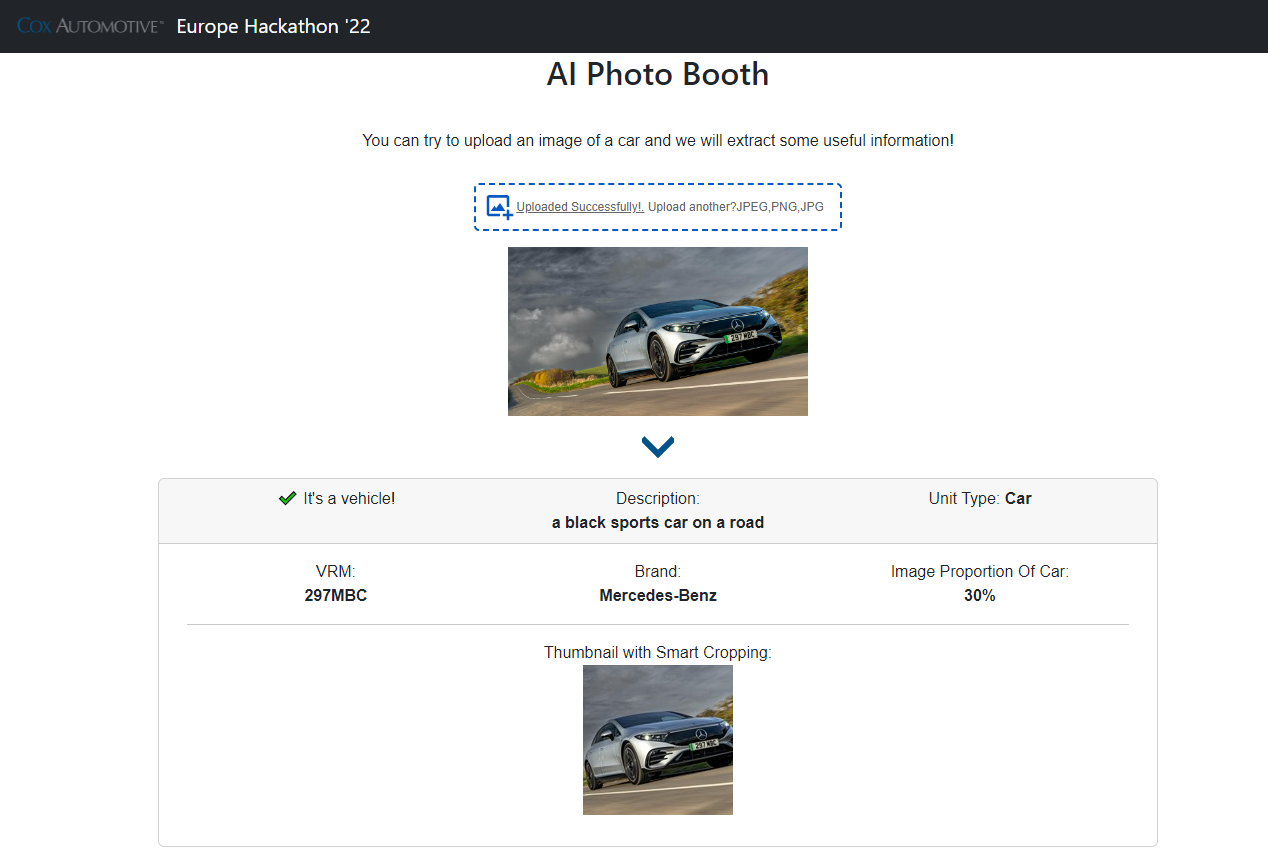 COX AUTOMOTIVE™ Europe Hackathon '22
AI Photo Booth
You can try to upload an image of a car and we will extract some useful information!
Uploaded Successfully!. Upload another?JPEG,PNG,JPG
297 MBC
It's a vehicle!
Description:
a black sports car on a road
Unit Type: Car
VRM:
297MBC
Brand:
Mercedes-Benz
Image Proportion Of Car:
30%
Thumbnail with Smart Cropping:
297 MBC